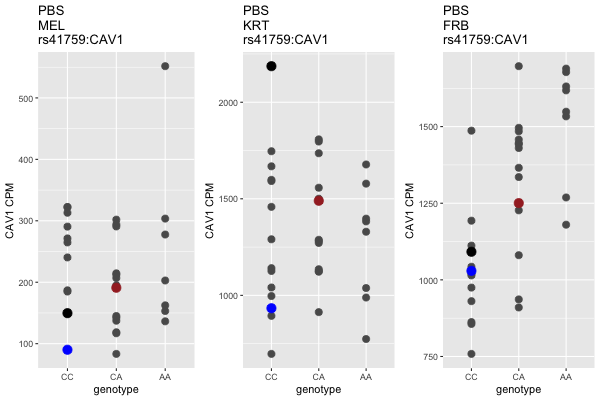 PBS
MEL
rs41759:CAV1
500
400
300
200
100
CAV1 CPM
CC CA AA
genotype
PBS
KRT
rs41759:CAV1
2000
1500
1000
CAV1 CPM
CC CA AA
genotype
PBS
FRB
rs41759:CAV1
1500
1250
1000
750
CAV1 CPM
CC CA AA
genotype